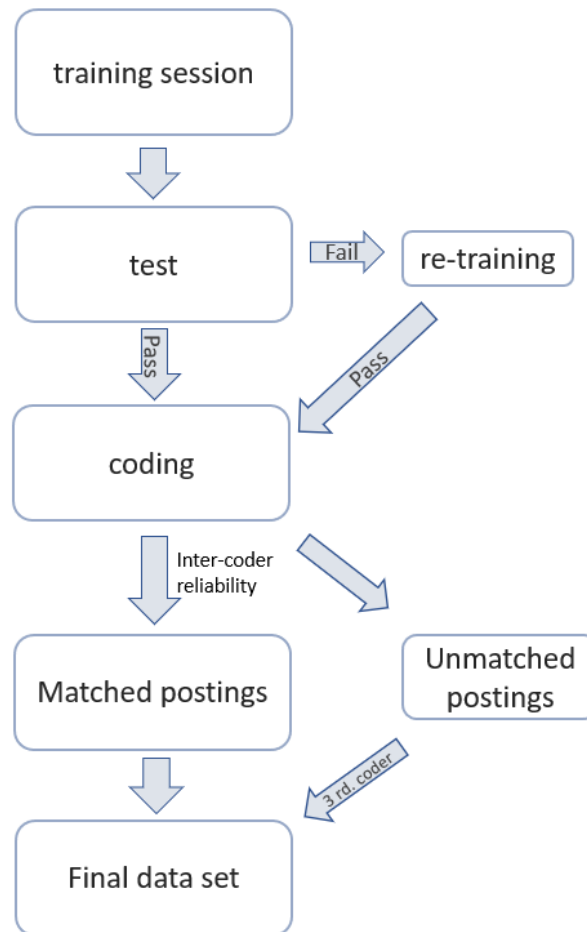 training session
test
Fail
re-training
Pass
Pass
coding
Inter-coder
reliability
Matched postings
Unmatched
postings
3 rd. coder
Final data set